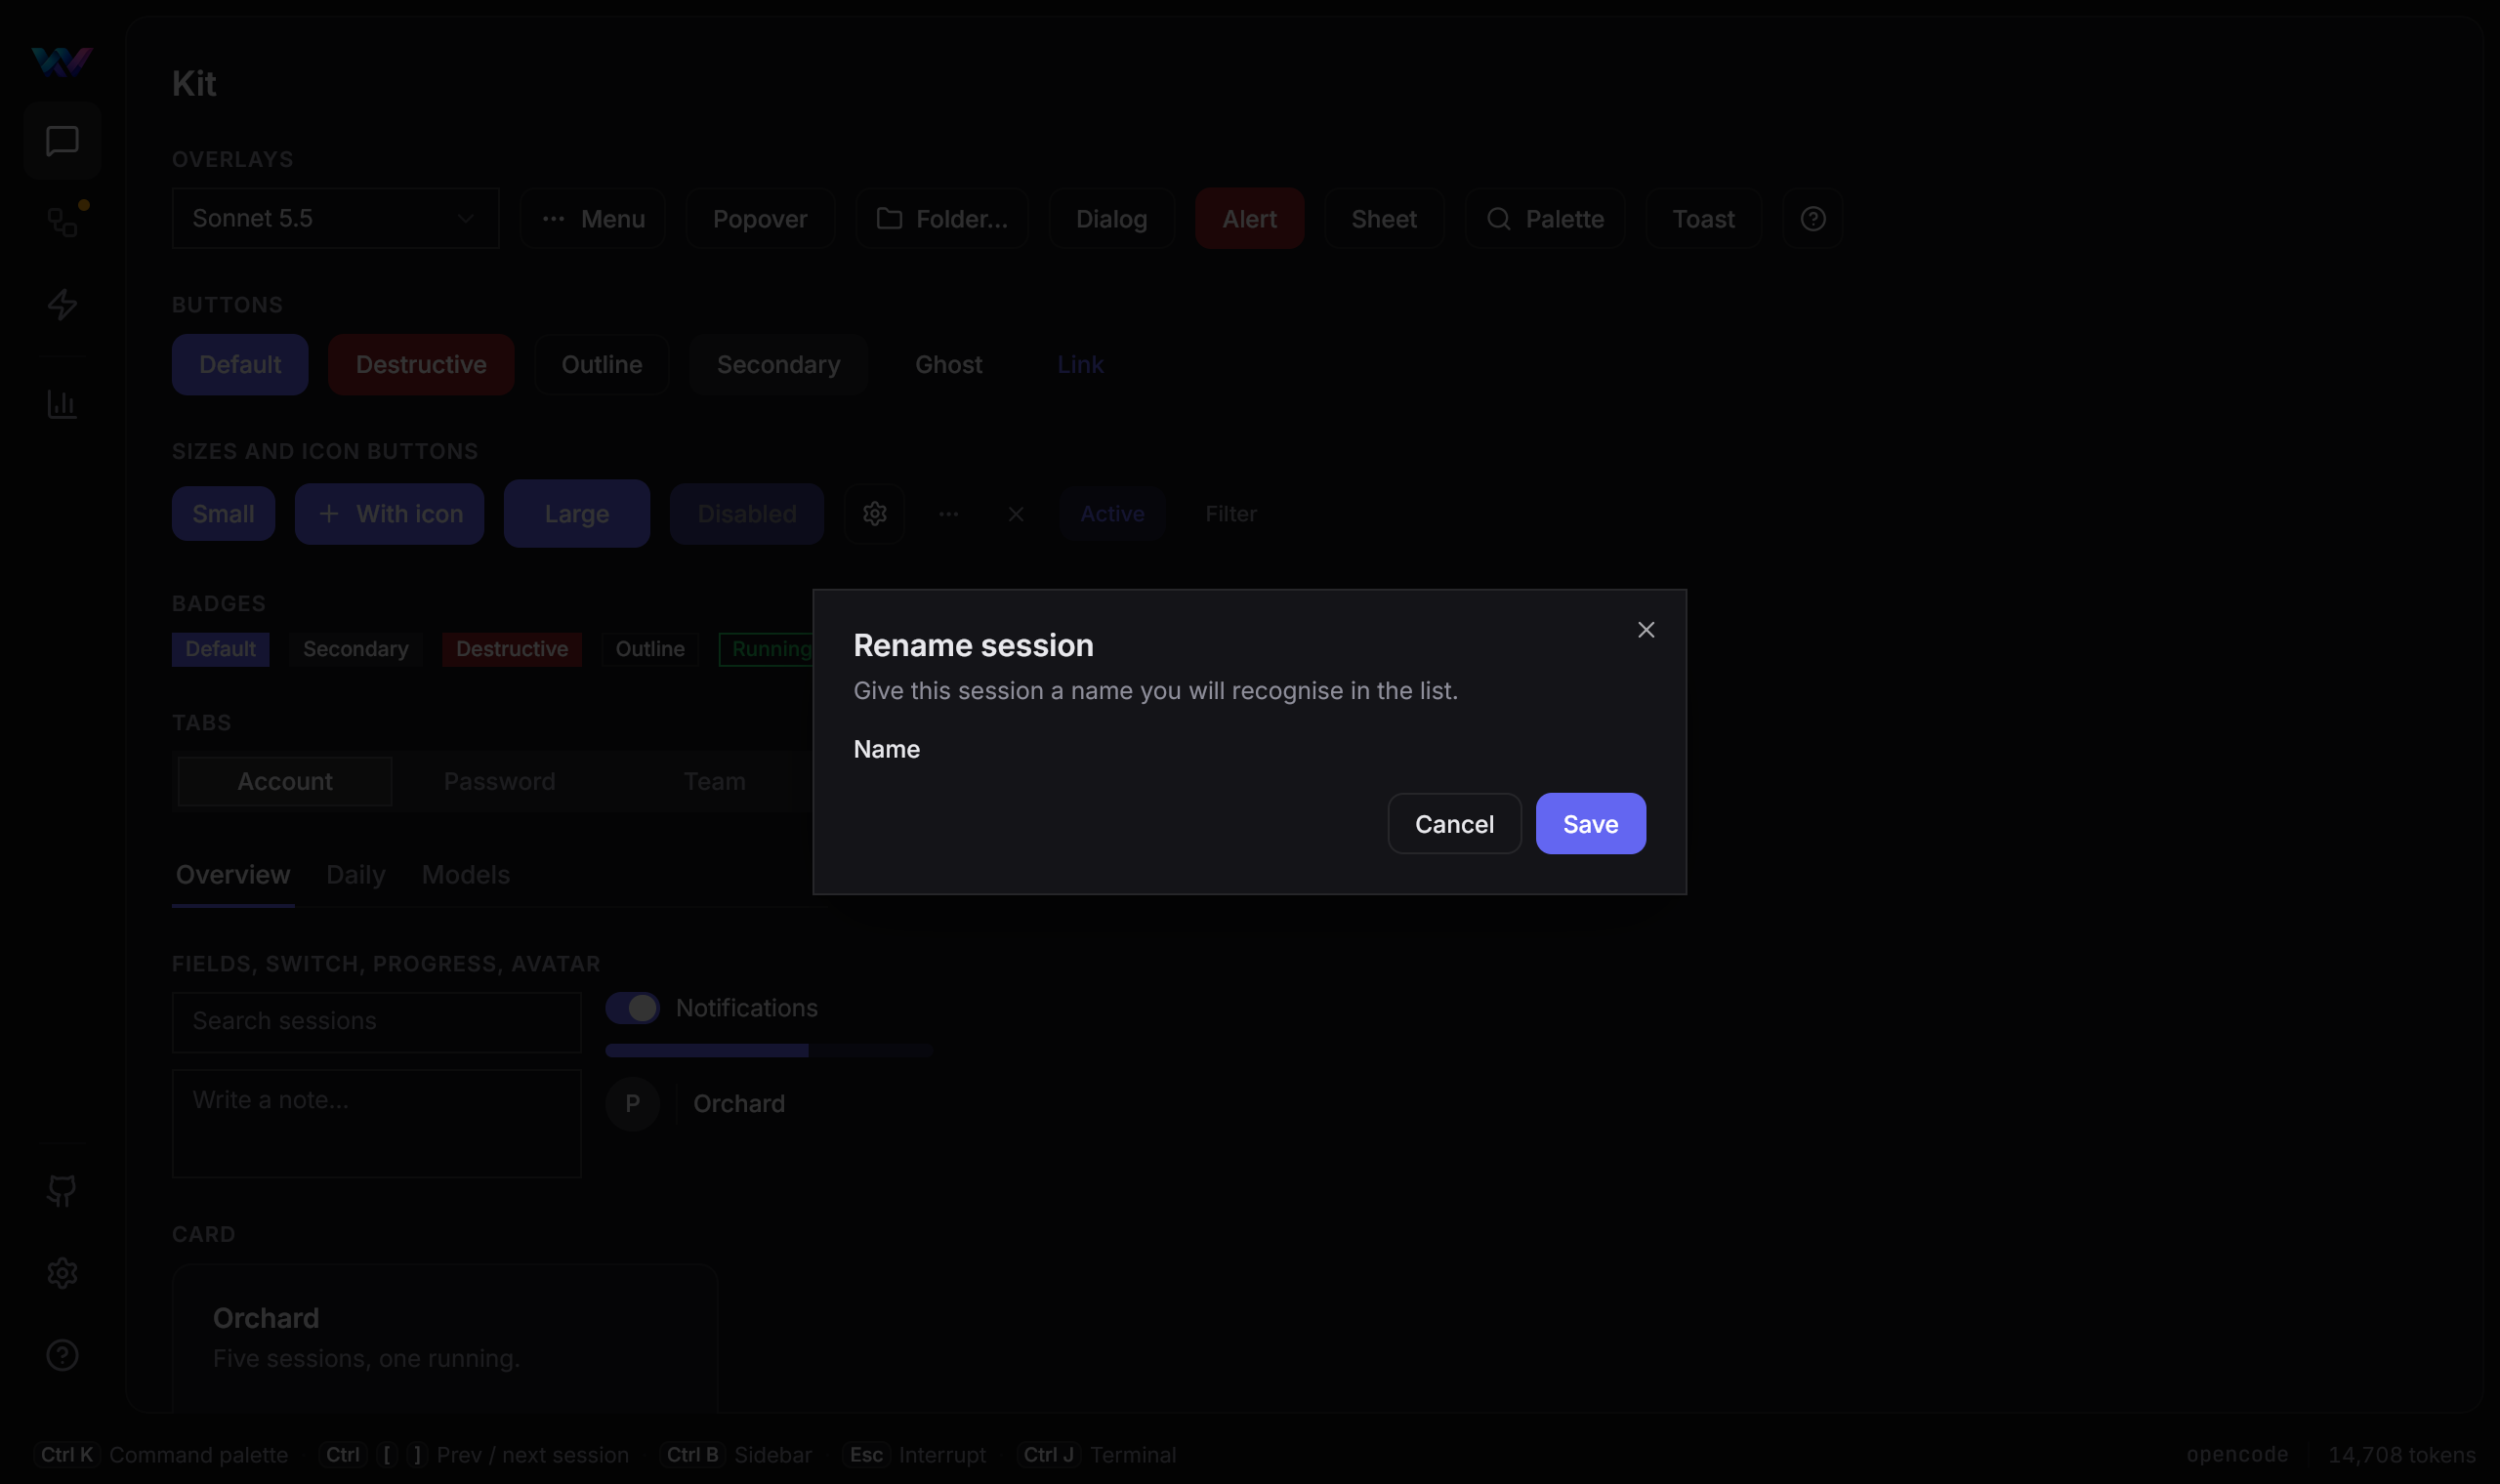 Kit
OVERLAYS
Sonnet 5.5 Menu Popover Folder... Dialog Alert Sheet Palette Toast
BUTTONS
Default Destructive Outline Secondary Ghost Link
SIZES AND ICON BUTTONS
Small With icon Large Disabled Active Filter
BADGES
Default Secondary Destructive Outline Running
TABS
Account Password Team
Overview Daily Models
Rename session
Give this session a name you will recognise in the list.
Name
Cancel Save
FIELDS, SWITCH, PROGRESS, AVATAR
Search sessions Notifications
Write a note... P Orchard
CARD
Orchard
Five sessions, one running.
Ctrl K Command palette Ctrl [ ] Prev / next session Ctrl B Sidebar Esc Interrupt Ctrl J Terminal opencode 14,708 tokens